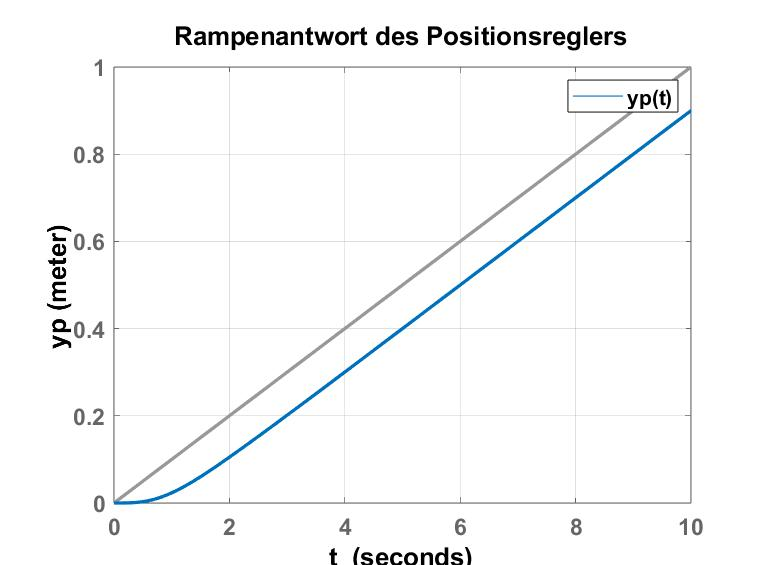 Rampenantwort des Positionsreglers
yp(t)
yp (meter)
1
0.8
0.6
0.4
0.2
0
0 2 4 6 8 10
t (seconds)